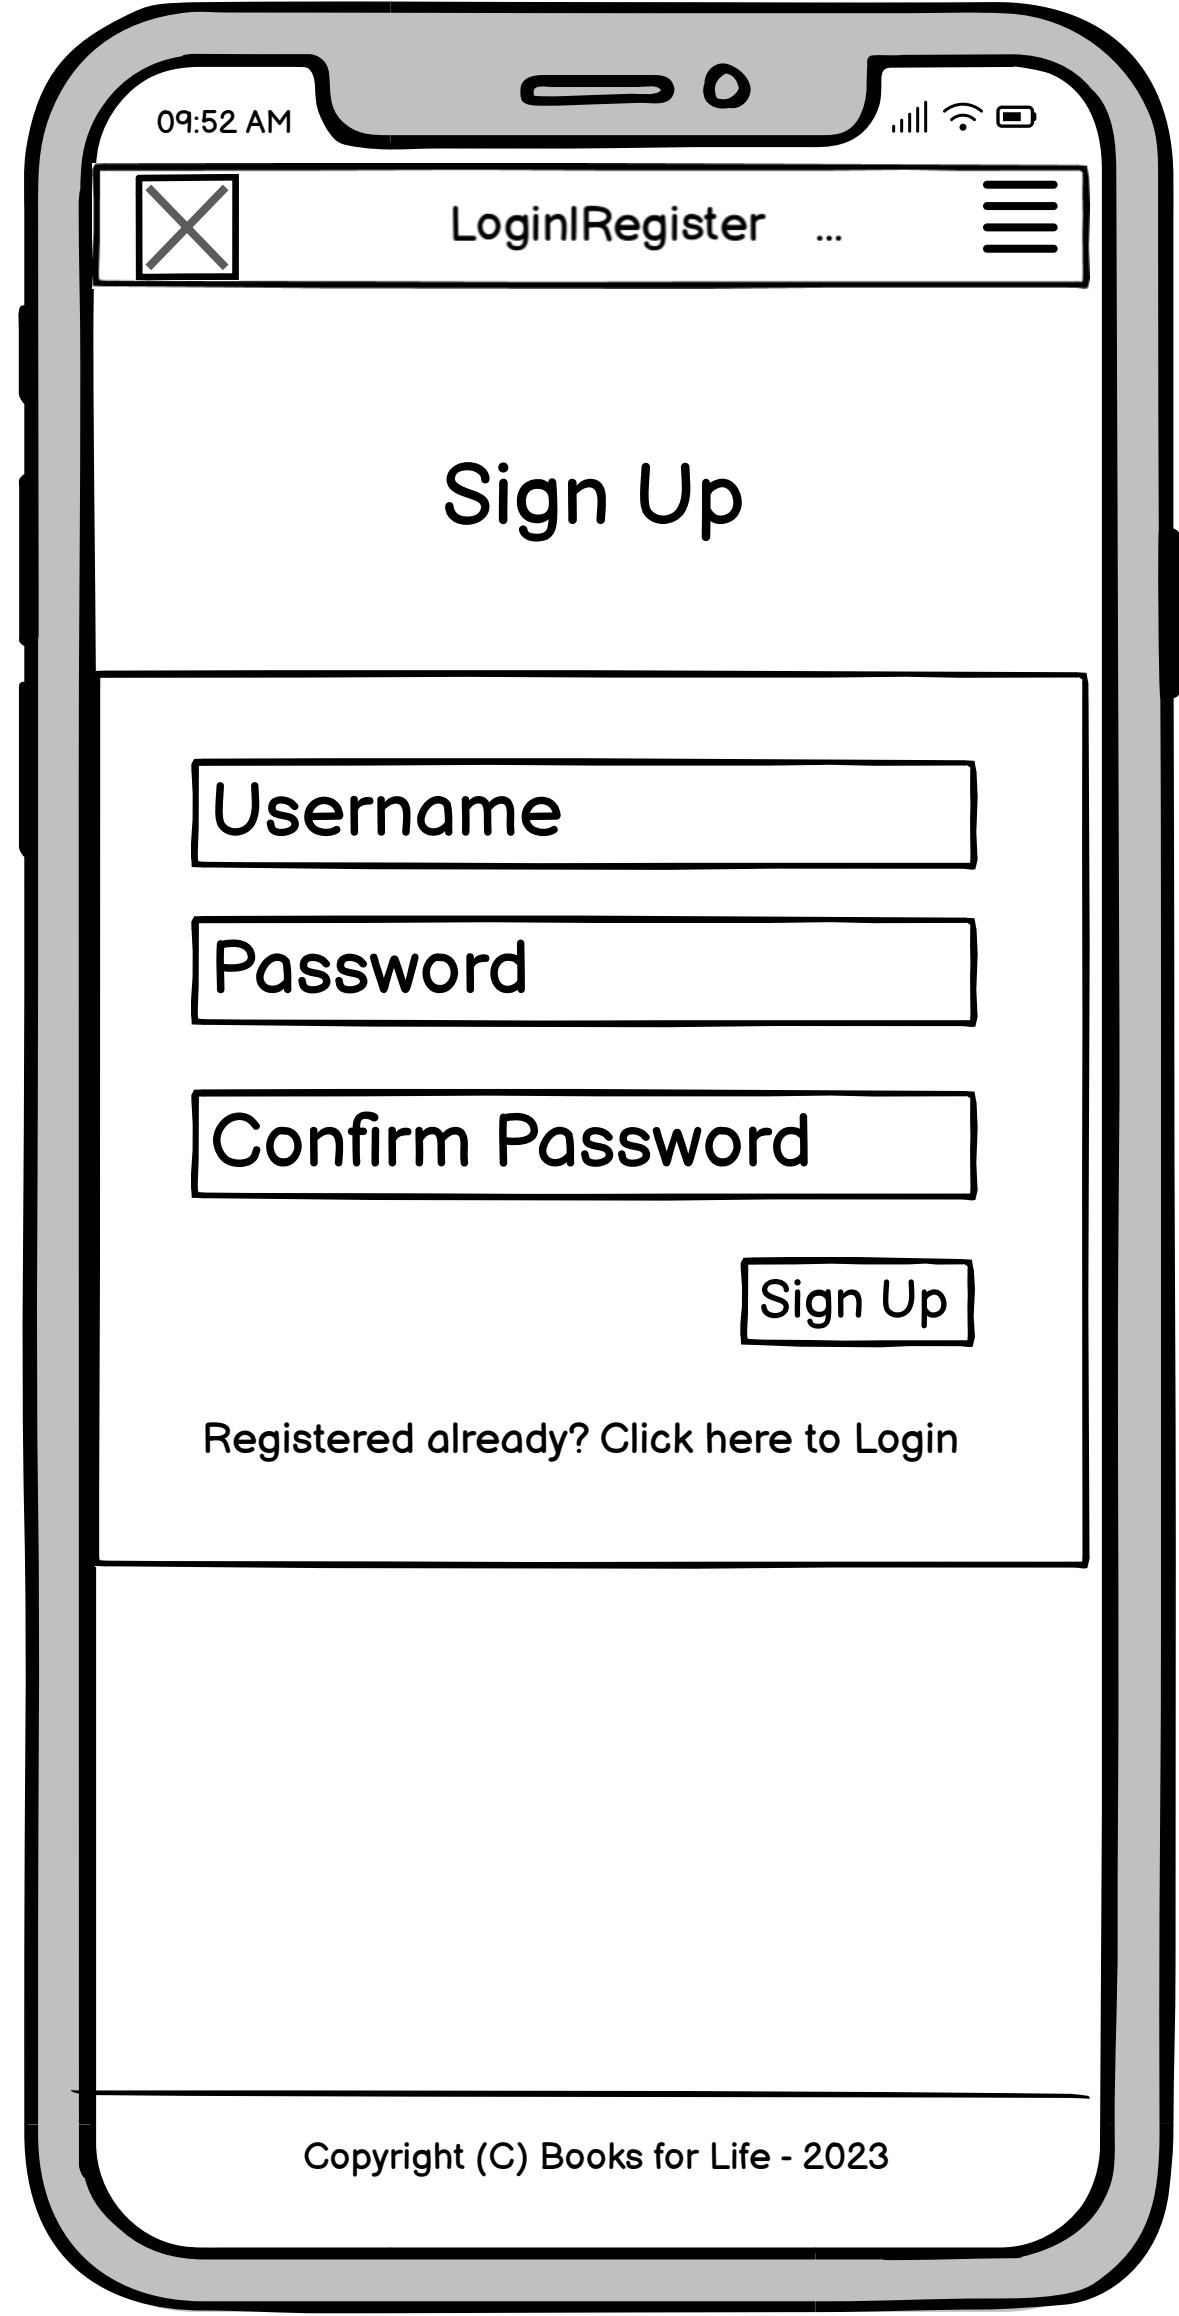 09:52 AM
Login|Register ...
Sign Up
Username
Password
Confirm Password
Sign Up
Registered already? Click here to Login
Copyright (C) Books for Life - 2023